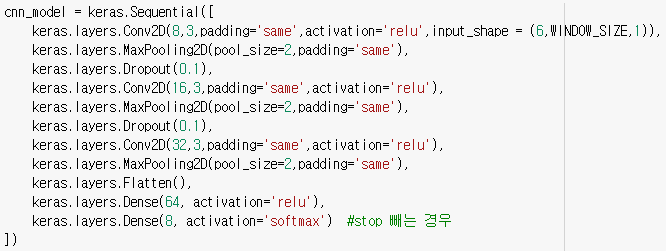 cnn_model = keras.Sequential([
    keras.layers.Conv2D(8,3,padding='same',activation='relu',input_shape = (6,WINDOW_SIZE,1)),
    keras.layers.MaxPooling2D(pool_size=2,padding='same'),
    keras.layers.Dropout(0.1),
    keras.layers.Conv2D(16,3,padding='same',activation='relu'),
    keras.layers.MaxPooling2D(pool_size=2,padding='same'),
    keras.layers.Dropout(0.1),
    keras.layers.Conv2D(32,3,padding='same',activation='relu'),
    keras.layers.MaxPooling2D(pool_size=2,padding='same'),
    keras.layers.Flatten(),
    keras.layers.Dense(64, activation='relu'),
    keras.layers.Dense(8, activation='softmax')  #stop 빼는 경우
])